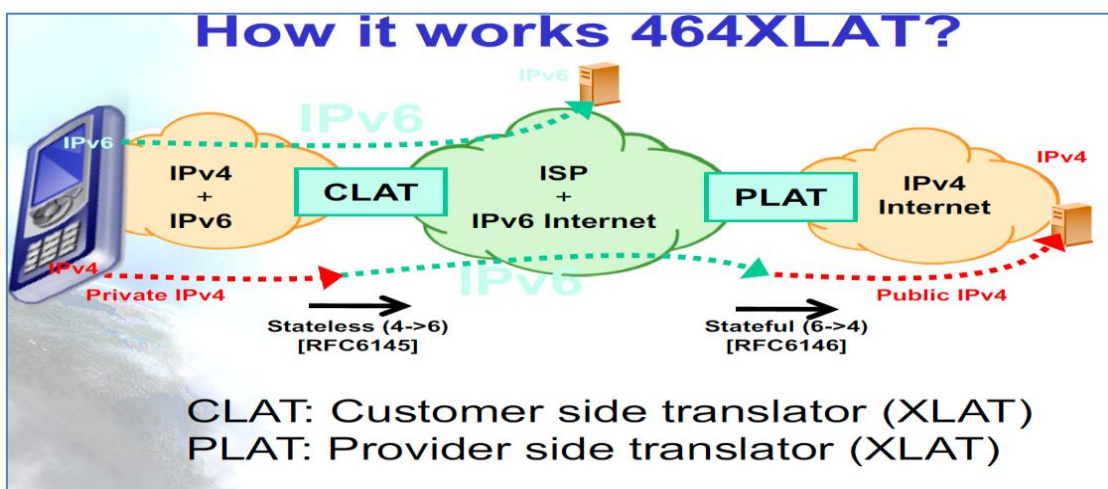 How it works 464XLAT?
IPv6
IPv6
IPv6
IPv4
+
IPv6
CLAT
ISP
+
IPv6 Internet
PLAT
IPv4
Internet
IPv4
IPv4
Private IPv4
IPv6
Public IPv4
Stateless (4->6)
[RFC6145]
Stateful (6->4)
[RFC6146]
CLAT: Customer side translator (XLAT)
PLAT: Provider side translator (XLAT)